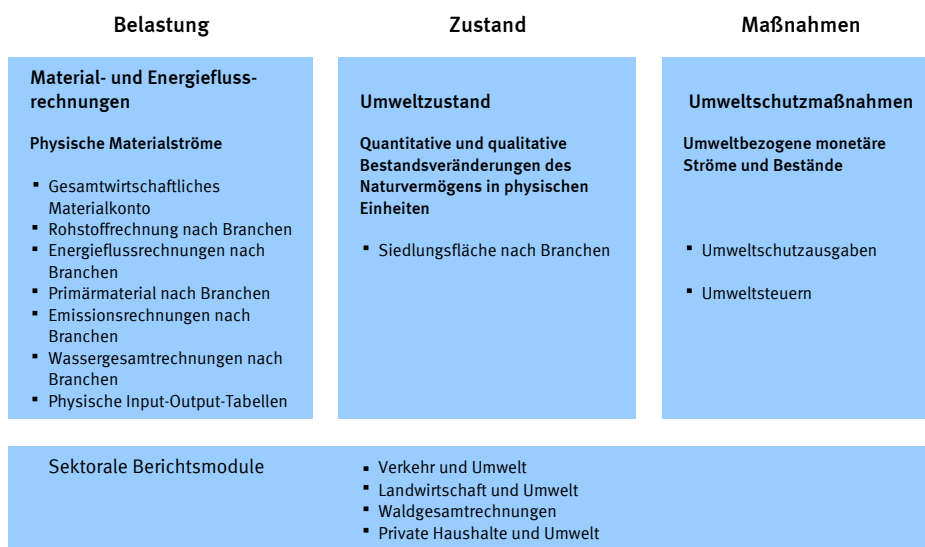 Belastung
Zustand
Maßnahmen
Material- und Energiefluss-
rechnungen
Physische Materialströme
▪ Gesamtwirtschaftliches
Materialkonto
▪ Rohstoffrechnung nach Branchen
▪ Energieflussrechnungen nach
Branchen
▪ Primärmaterial nach Branchen
▪ Emissionsrechnungen nach
Branchen
▪ Wassergesamtrechnungen nach
Branchen
▪ Physische Input-Output-Tabellen
Umweltzustand
Quantitative und qualitative
Bestandsveränderungen des
Naturvermögens in physischen
Einheiten
▪ Siedlungsfläche nach Branchen
Umweltschutzmaßnahmen
Umweltbezogene monetäre
Ströme und Bestände
▪ Umweltschutzausgaben
▪ Umweltsteuern
Sektorale Berichtsmodule
▪ Verkehr und Umwelt
▪ Landwirtschaft und Umwelt
▪ Waldgesamtrechnungen
▪ Private Haushalte und Umwelt